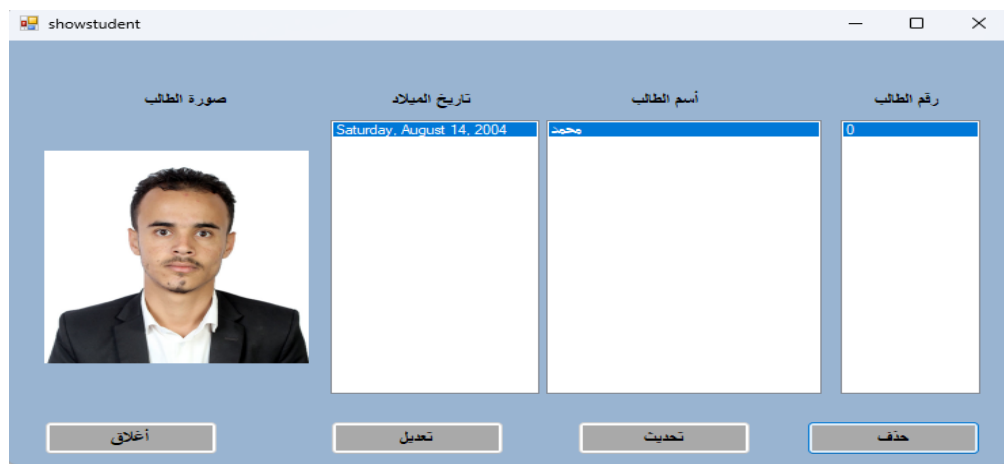 showstudent
رقم الطالب
أسم الطالب
تاريخ الميلاد
صورة الطالب
0
محمد
Saturday, August 14, 2004
حذف
تحديث
تعديل
أغلاق